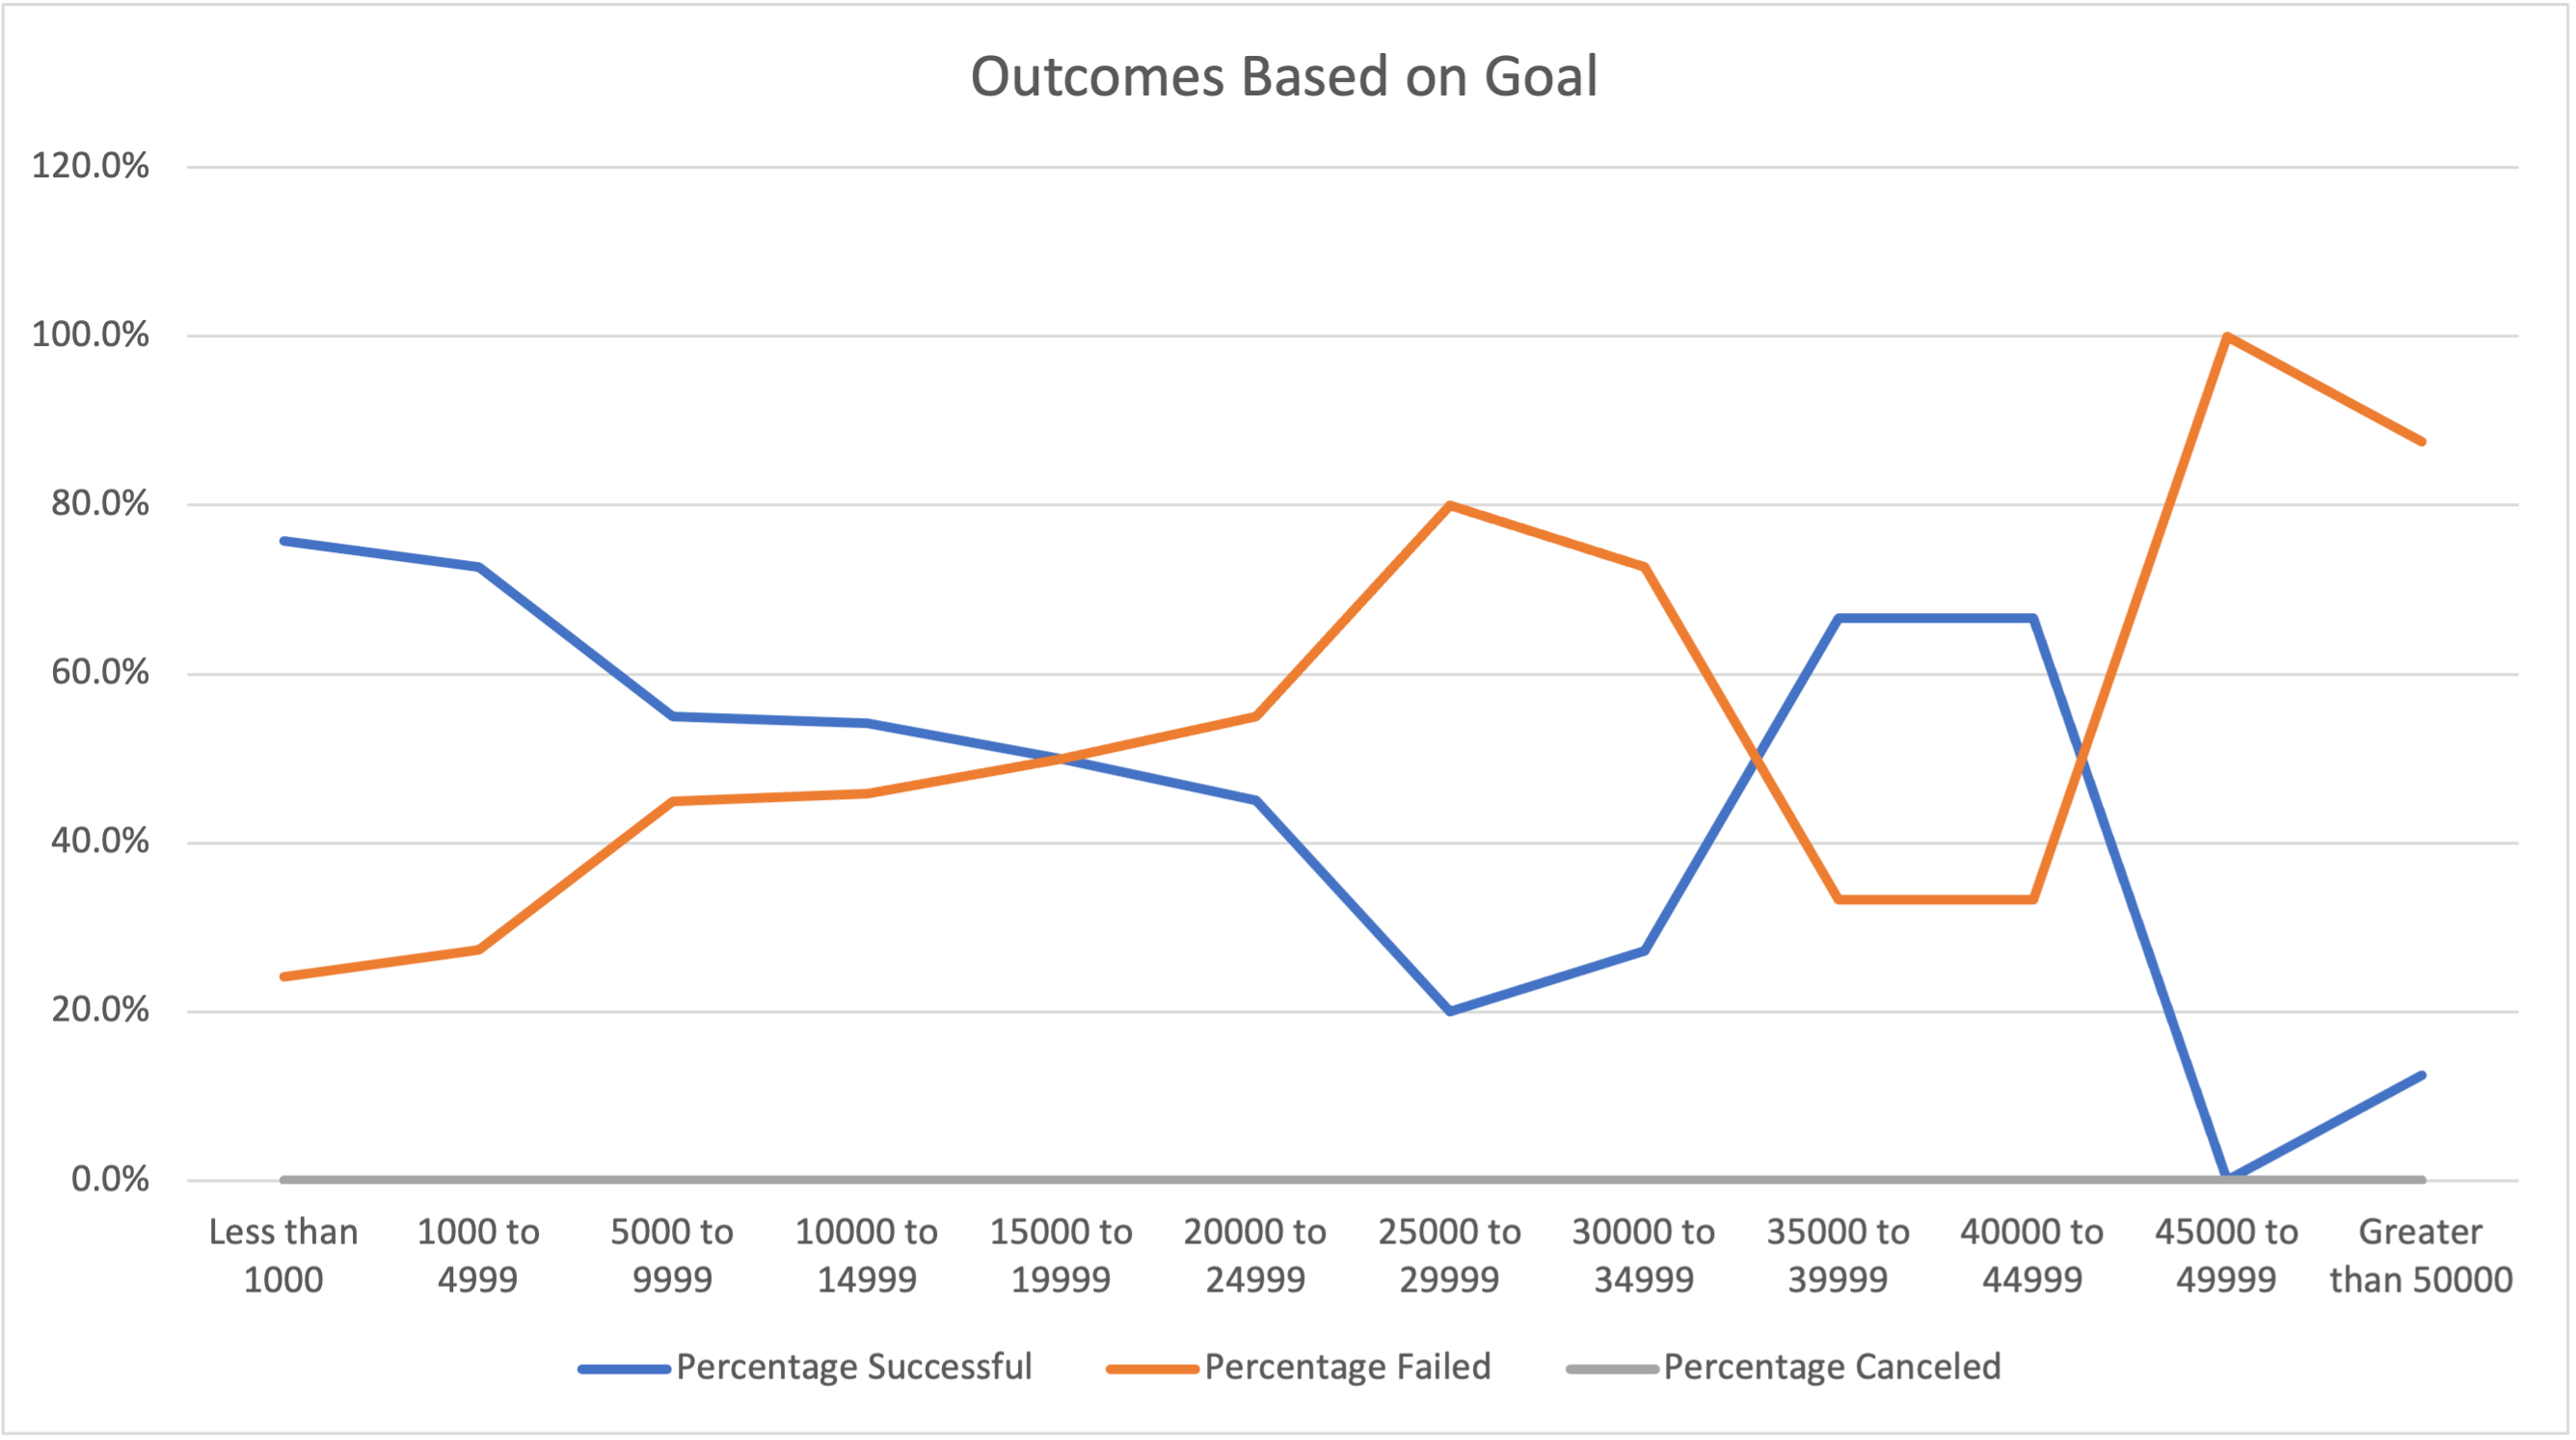 Outcomes Based on Goal
120.0%
100.0%
80.0%
60.0%
40.0%
20.0%
0.0%
Less than 1000
1000 to 4999
5000 to 9999
10000 to 14999
15000 to 19999
20000 to 24999
25000 to 29999
30000 to 34999
35000 to 39999
40000 to 44999
45000 to 49999
Greater than 50000
Percentage Successful
Percentage Failed
Percentage Canceled